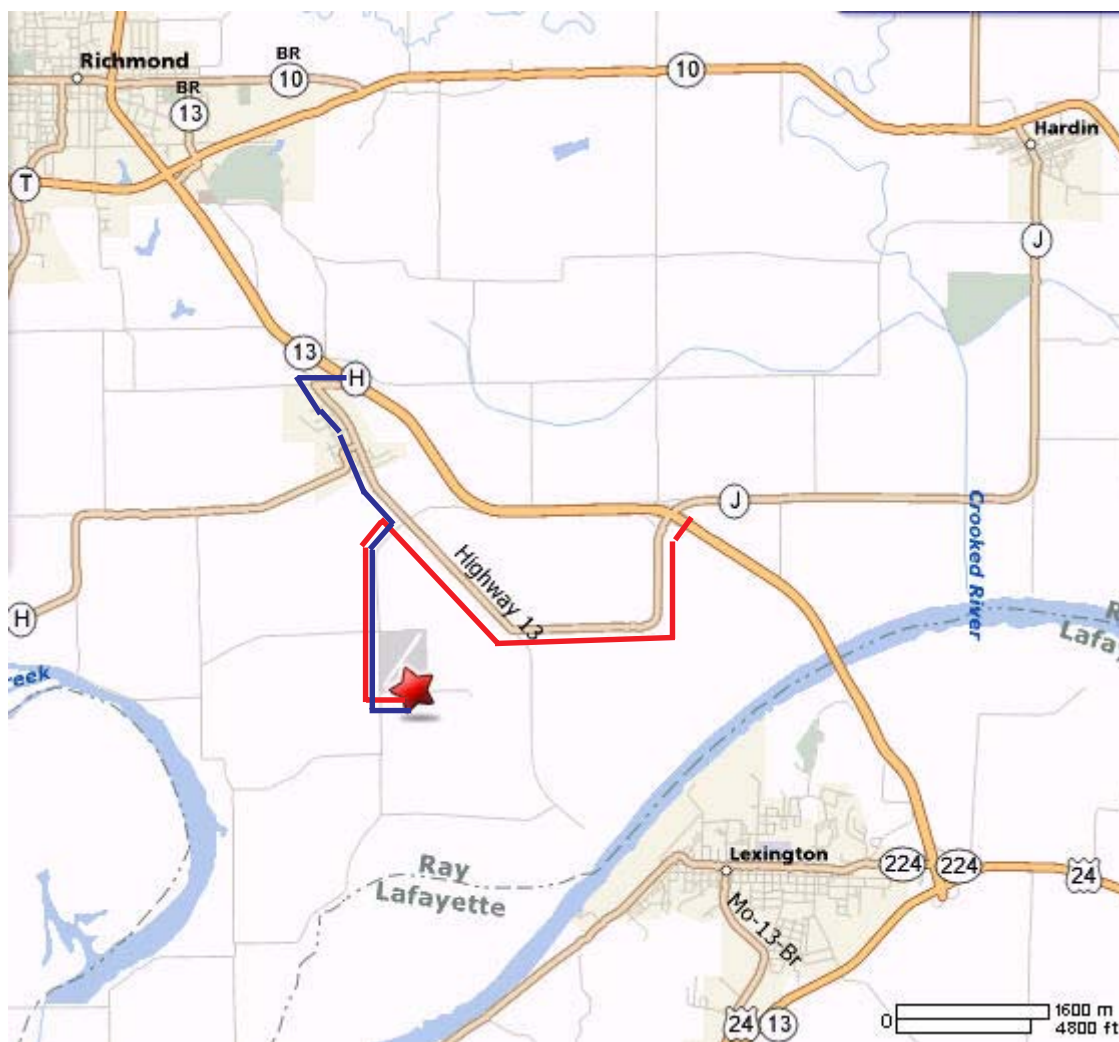 BR
10
Richmond
10
BR
13
Hardin
T
J
13
H
J
Crooked River
Highway 13
H
R
Lafay
reek
Ray
Lafayette
Lexington
224
224
24
Mo-13-Br
24
13
0
1600 m
4800 ft